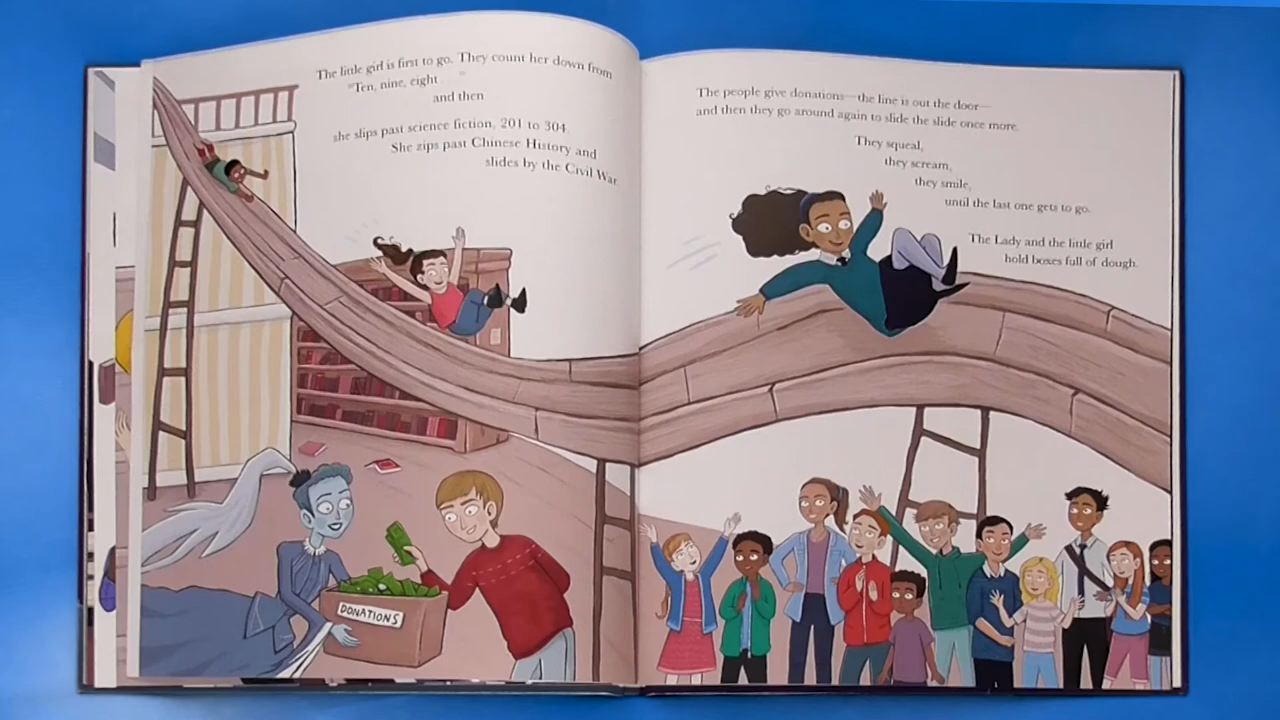 The little girl is first to go. They count her down from
"Ten, nine, eight . . ."
and then
she slips past science fiction, 201 to 304.
She zips past Chinese History and
slides by the Civil War.
DONATIONS
The people give donations—the line is out the door—
and then they go around again to slide the slide once more.
They squeal,
they scream,
they smile,
until the last one gets to go.
The Lady and the little girl
hold boxes full of dough.